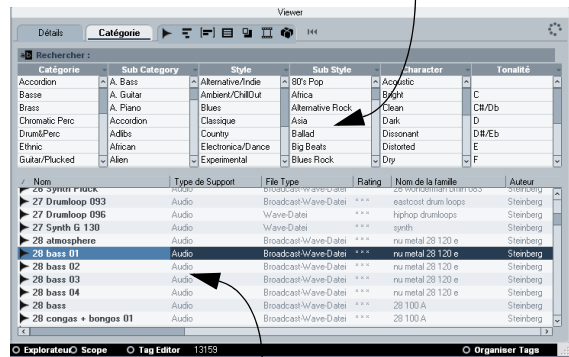 Viewer
Détails Catégorie
Rechercher :
Catégorie Sub Category Style Sub Style Character Tonalité
Accordion A. Bass Alternative/Indie 80's Pop Acoustic
Basse A. Guitar Ambient/ChillOut Africa Bright C
Brass A. Piano Blues Alternative Rock Clean C#/Db
Chromatic Perc Accordion Classique Asia Dark D
Drum&Perc Adlibs Country Ballad Dissonant D#/Eb
Ethnic African Electronica/Dance Big Beats Distorted E
Guitar/Plucked Alien Experimental Blues Rock Dry F
Nom Type de Support File Type Rating Nom de la famille Auteur
26 Synth Pluck Audio Broadcast-Wave-Datei Steinberg
27 Drumloop 093 Audio Broadcast-Wave-Datei *** eastcost drum loops Steinberg
27 Drumloop 096 Audio Wave-Datei *** hiphop drumloops Steinberg
27 Synth G 130 Audio Wave-Datei *** synth Steinberg
28 atmosphere Audio Broadcast-Wave-Datei *** nu metal 28 120 e Steinberg
28 bass 01 Audio Broadcast-Wave-Datei *** nu metal 28 120 e Steinberg
28 bass 02 Audio Broadcast-Wave-Datei *** nu metal 28 120 e Steinberg
28 bass 03 Audio Broadcast-Wave-Datei *** nu metal 28 120 e Steinberg
28 bass 04 Audio Broadcast-Wave-Datei *** nu metal 28 120 e Steinberg
28 bass Audio Broadcast-Wave-Datei *** 28 100 A Steinberg
28 congas + bongos 01 Audio Broadcast-Wave-Datei *** 28 100 A Steinberg
Explorateur Scope Tag Editor 13159 Organiser Tags